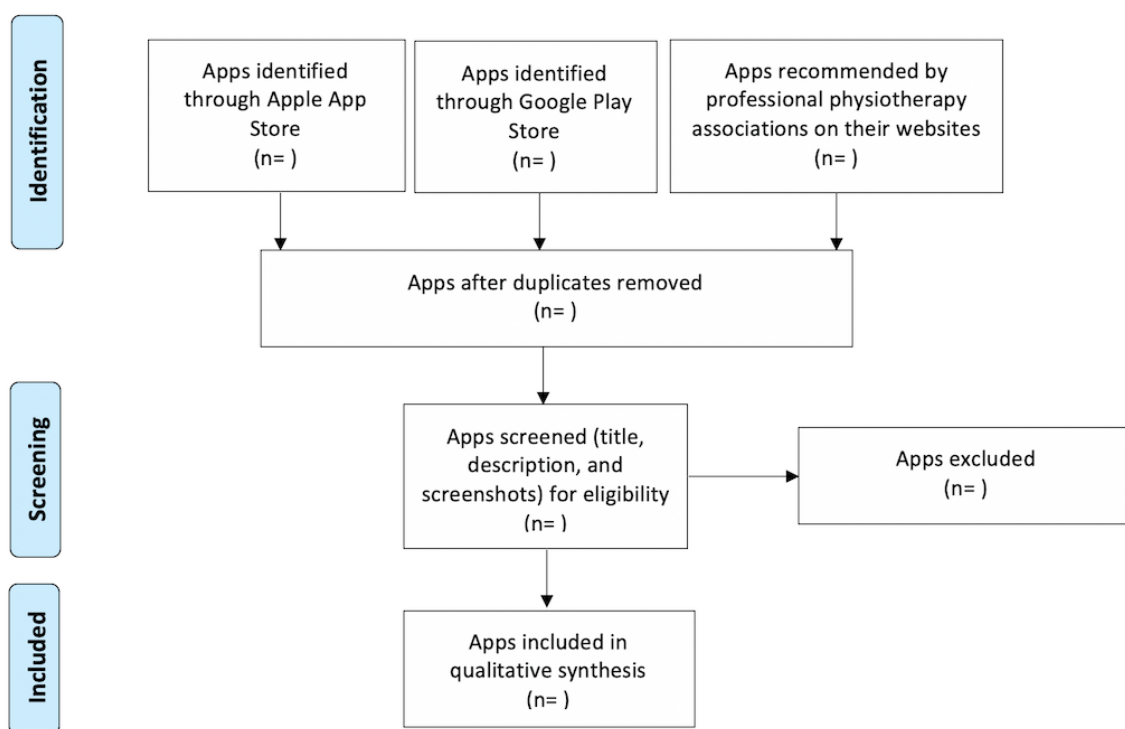 Identification
Apps identified
through Apple App
Store
(n= )
Apps identified
through Google Play
Store
(n= )
Apps recommended by
professional physiotherapy
associations on their websites
(n= )
Apps after duplicates removed
(n= )
Screening
Apps screened (title,
description, and
screenshots) for eligibility
(n= )
Apps excluded
(n= )
Included
Apps included in
qualitative synthesis
(n= )